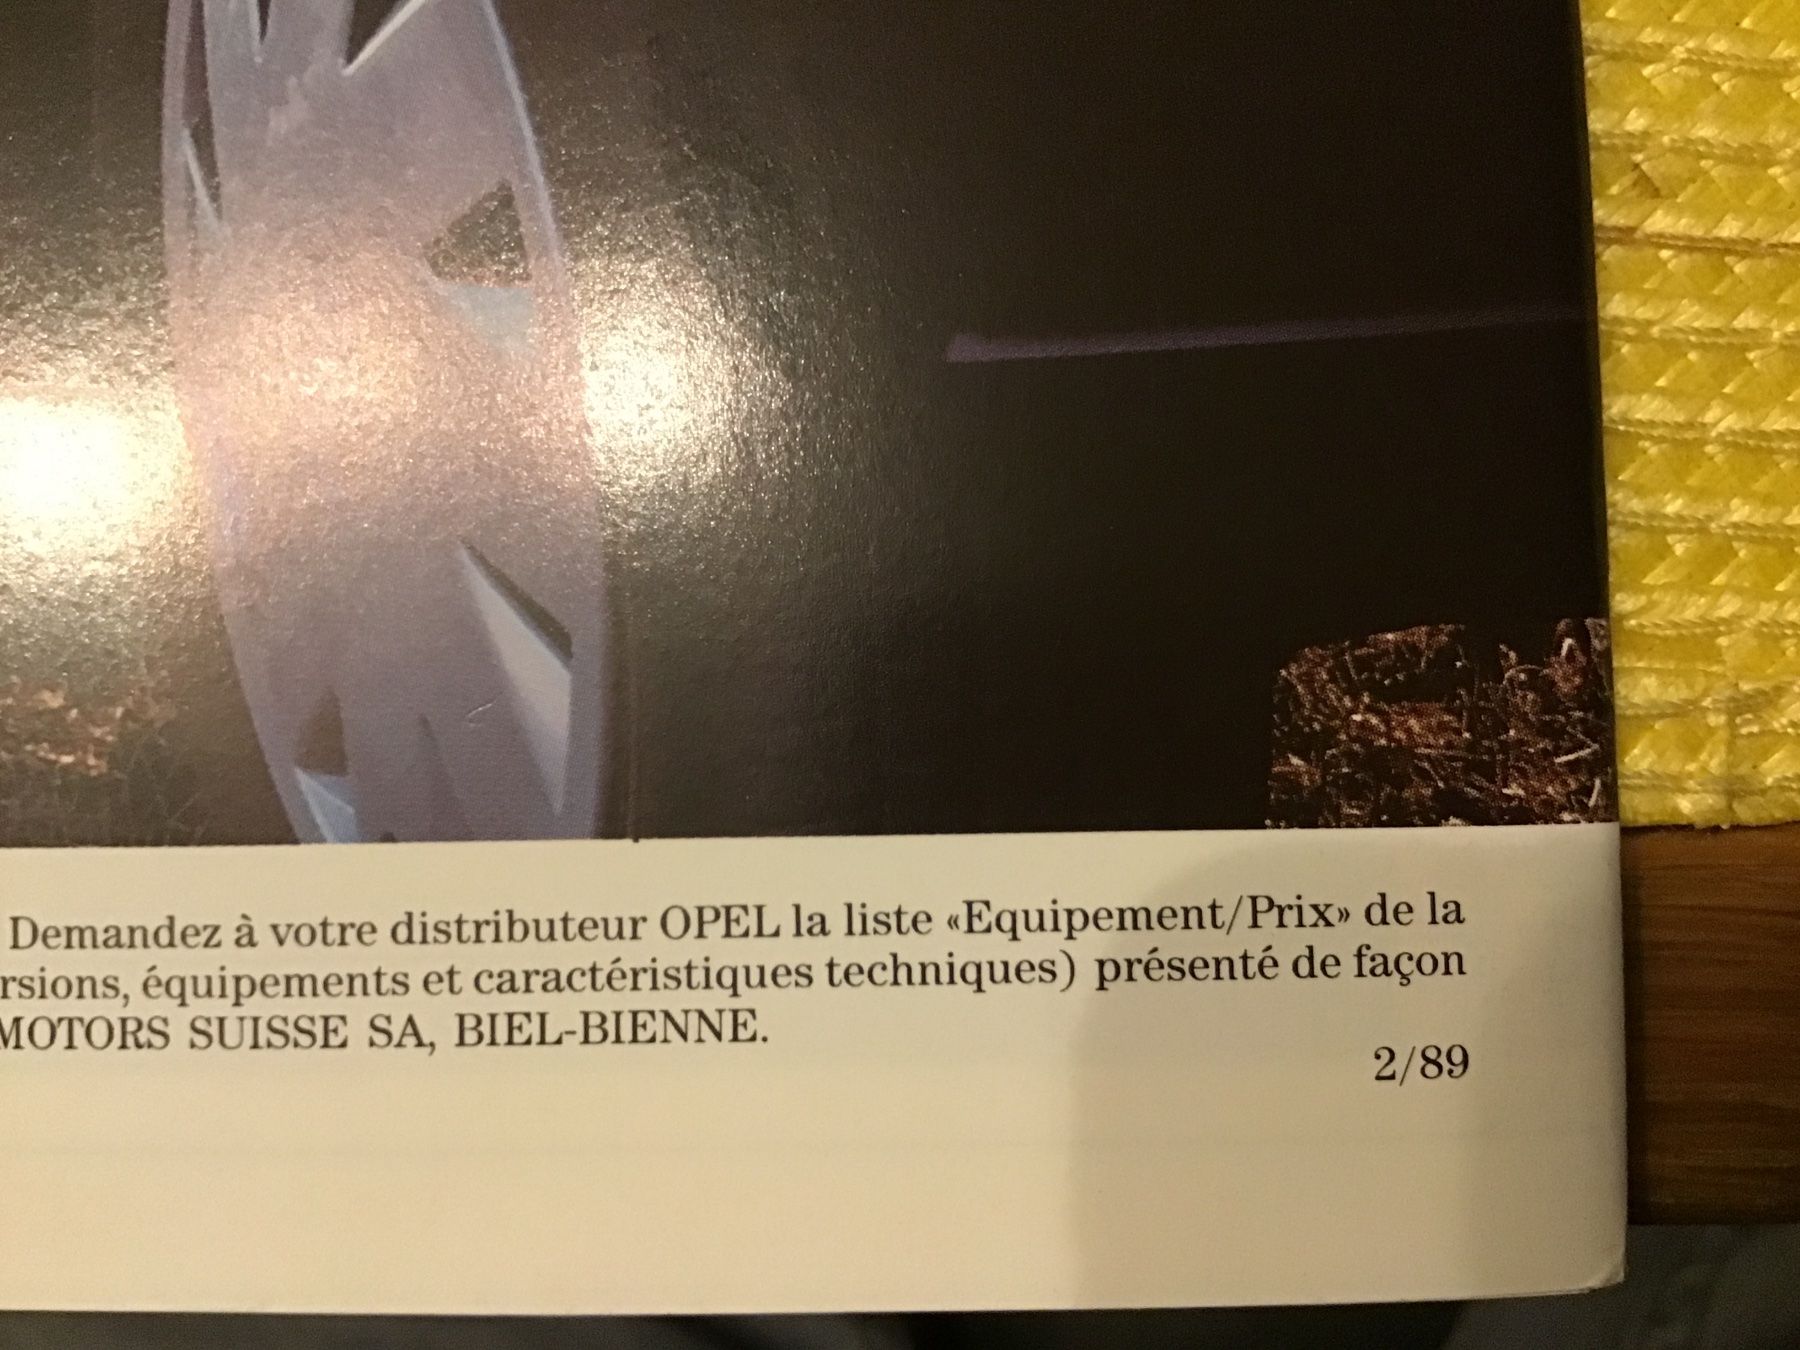 Demandez à votre distributeur OPEL la liste «Equipement/Prix» de la
rsions, équipements et caractéristiques techniques) présenté de façon
MOTORS SUISSE SA, BIEL-BIENNE.
2/89